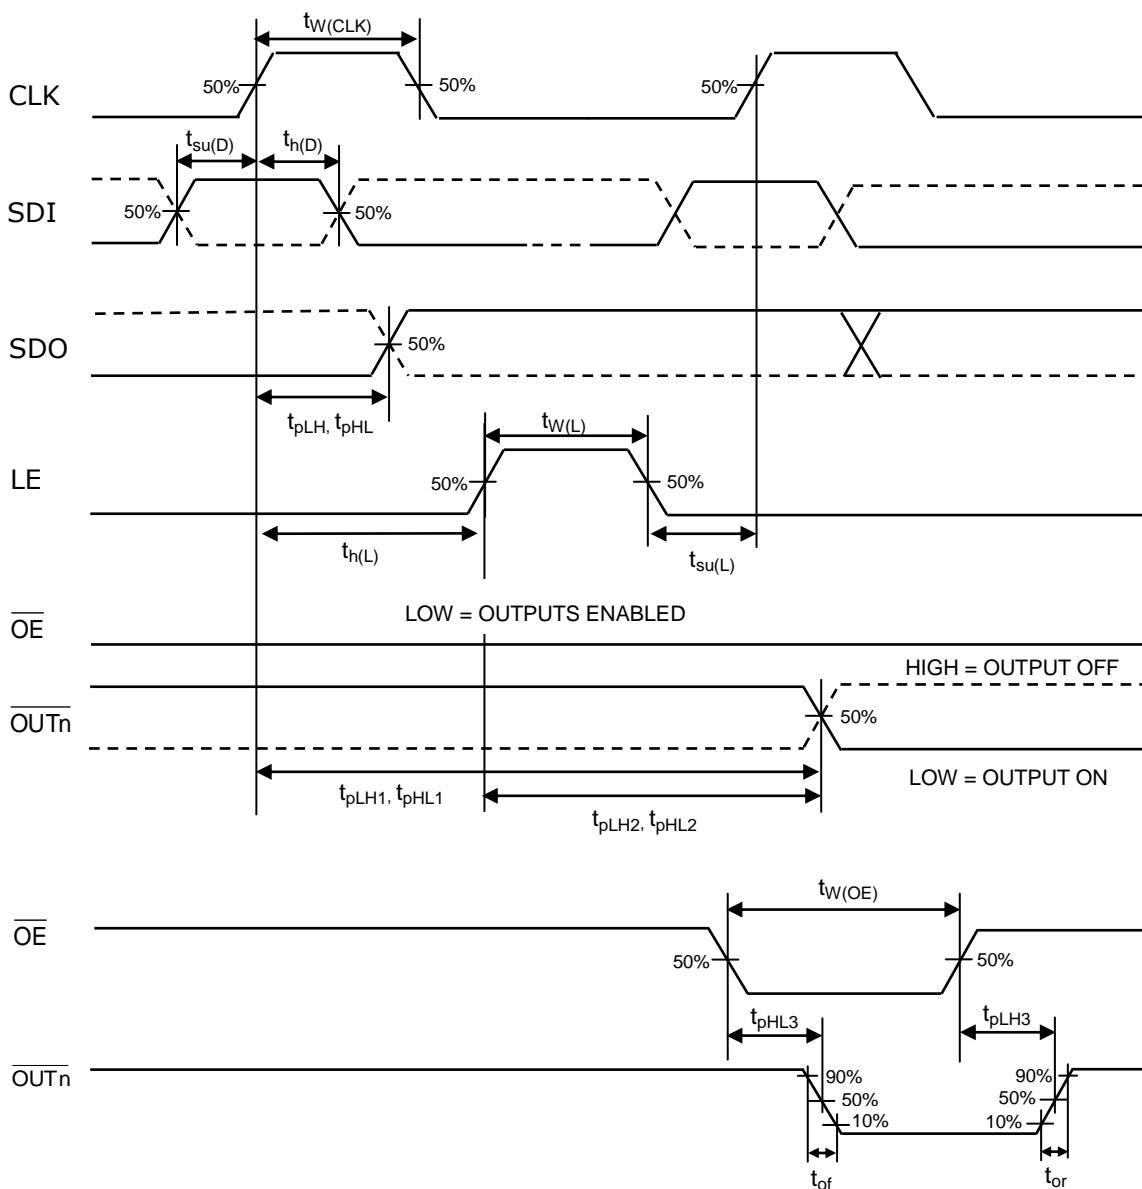 tW(CLK)
CLK
50%
50%
50%
tsu(D)
th(D)
SDI
50%
50%
SDO
50%
tpLH, tpHL
tW(L)
LE
50%
50%
th(L)
tsu(L)
OE
LOW = OUTPUTS ENABLED
HIGH = OUTPUT OFF
OUTn
50%
LOW = OUTPUT ON
tpLH1, tpHL1
tpLH2, tpHL2
tW(OE)
OE
50%
50%
tpHL3
tpLH3
OUTn
90%
50%
10%
90%
50%
10%
tof
tor